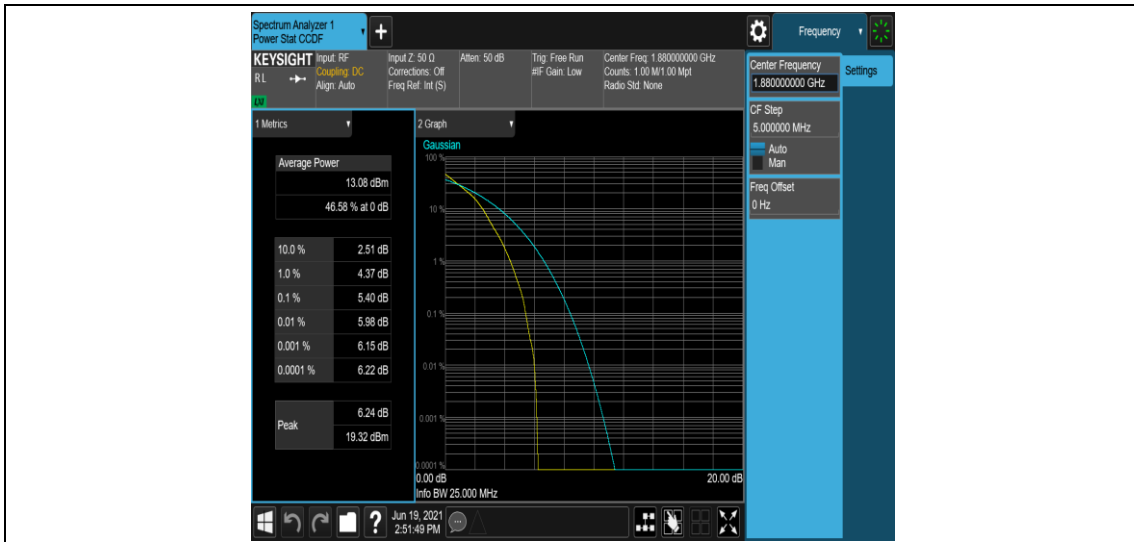 Spectrum Analyzer 1
Power Stat CCDF
+
Frequency
KEYSIGHT
RL
LXI
Input: RF
Coupling: DC
Align: Auto
Input Z: 50 Ω
Corrections: Off
Freq Ref: Int (S)
Atten: 50 dB
Trig: Free Run
#IF Gain: Low
Center Freq: 1.880000000 GHz
Counts: 1.00 M/1.00 Mpt
Radio Std: None
Center Frequency
1.880000000 GHz
Settings
CF Step
5.000000 MHz
Auto
Man
Freq Offset
0 Hz
1 Metrics
Average Power
13.08 dBm
46.58 % at 0 dB
10.0 % 2.51 dB
1.0 % 4.37 dB
0.1 % 5.40 dB
0.01 % 5.98 dB
0.001 % 6.15 dB
0.0001 % 6.22 dB
Peak 6.24 dB
19.32 dBm
2 Graph
Gaussian
100 %
10 %
1 %
0.1 %
0.01 %
0.001 %
0.0001 %
0.00 dB 20.00 dB
Info BW 25.000 MHz
?
Jun 19, 2021
2:51:49 PM